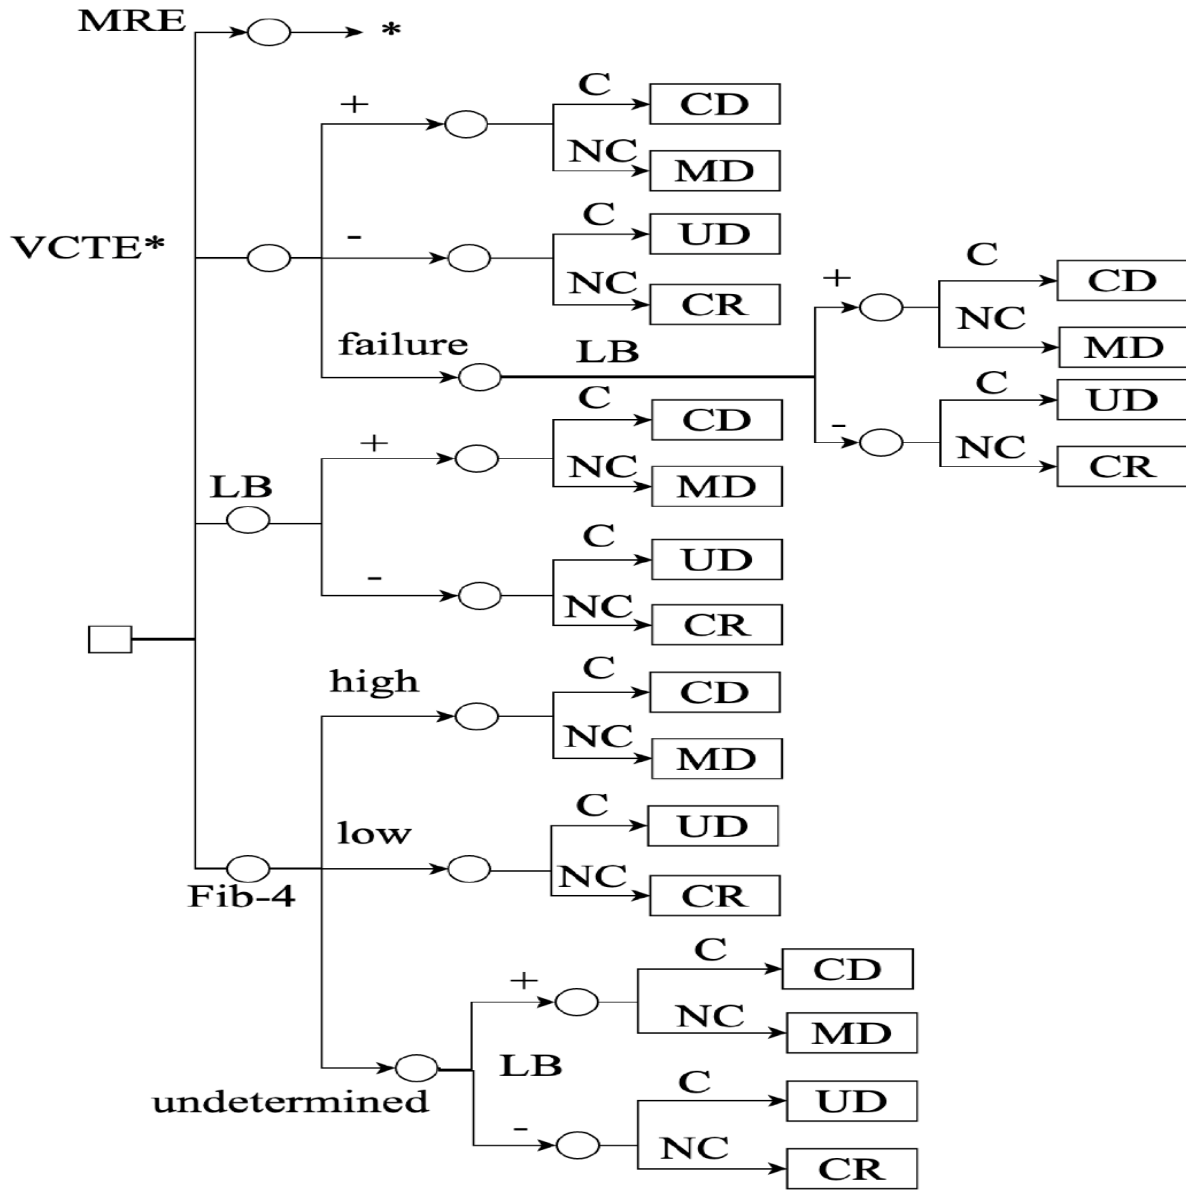 MRE *
+ C CD
NC MD
VCTE* - C UD
NC CR
failure LB
+ C CD
NC MD
- C UD
NC CR
LB + C CD
NC MD
- C UD
NC CR
high C CD
NC MD
low C UD
NC CR
Fib-4
+ C CD
NC MD
LB
undetermined
- C UD
NC CR